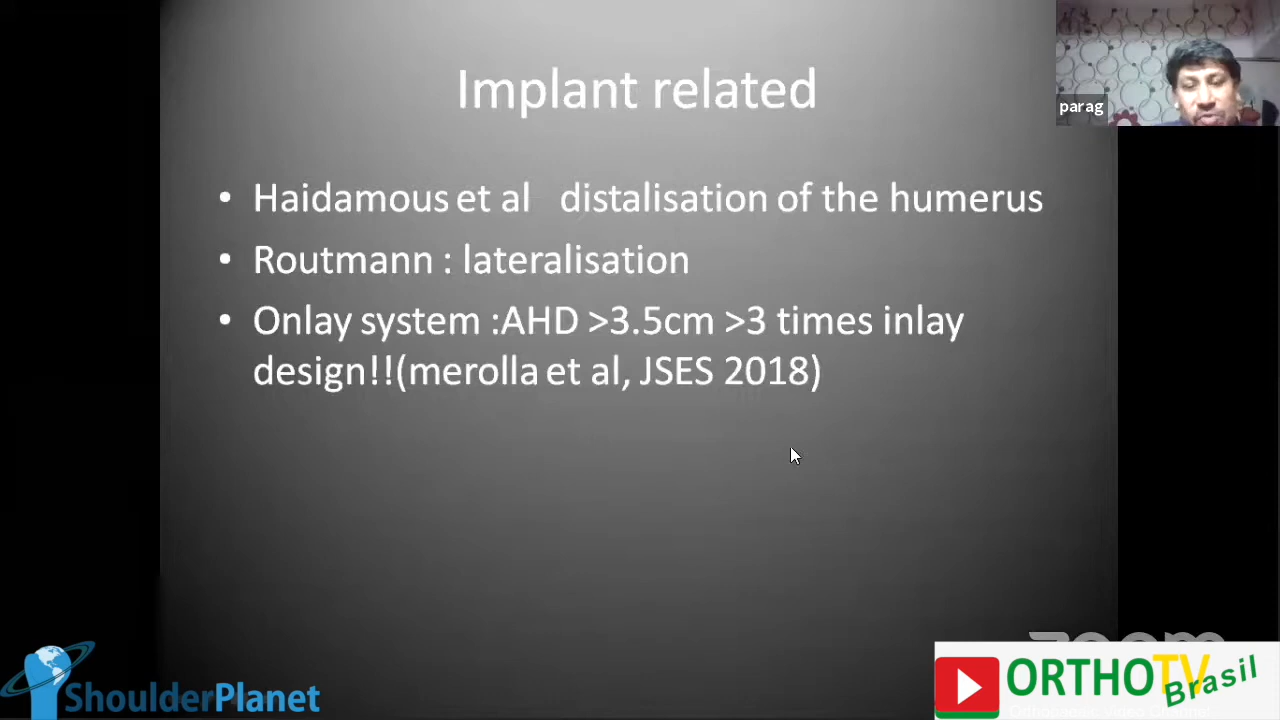 Implant related
parag
• Haidamous et al distalisation of the humerus
• Routmann : lateralisation
• Onlay system :AHD >3.5cm >3 times inlay
design!!(merolla et al, JSES 2018)
zoom
ShoulderPlanet
ORTHOTV
Brasil